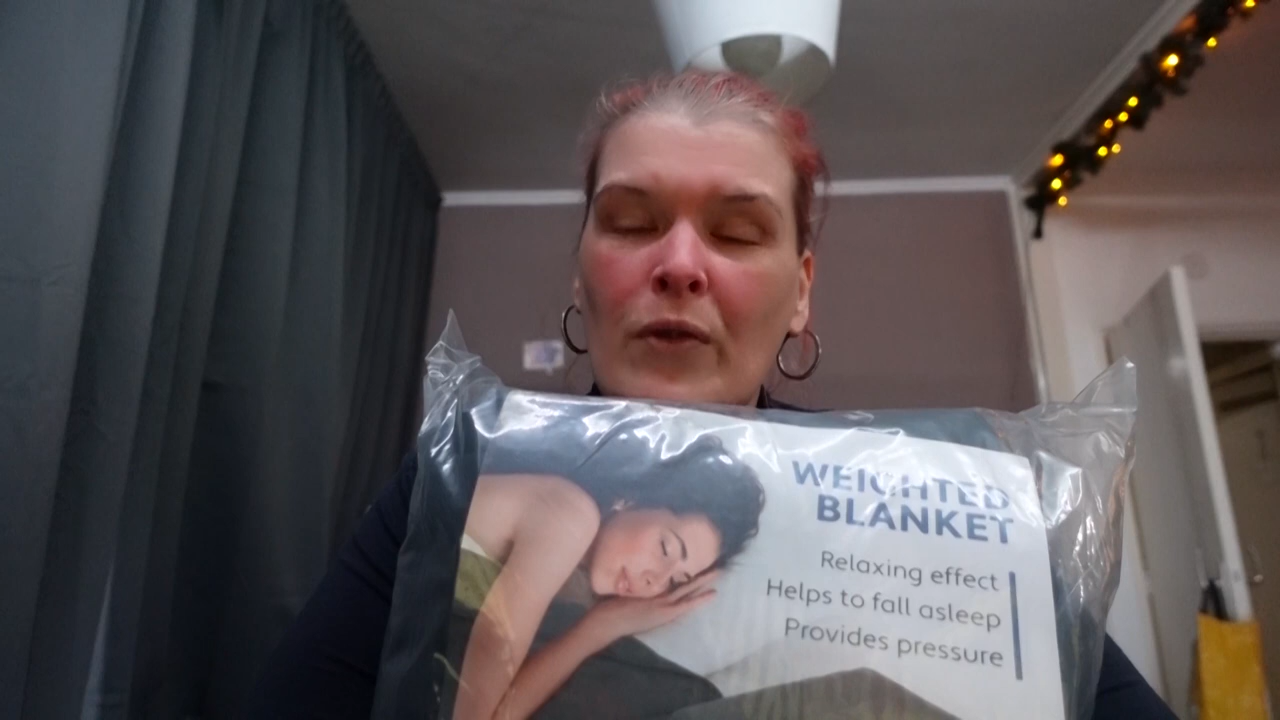 WEIGHTED
BLANKET
Relaxing effect
Helps to fall asleep
Provides pressure